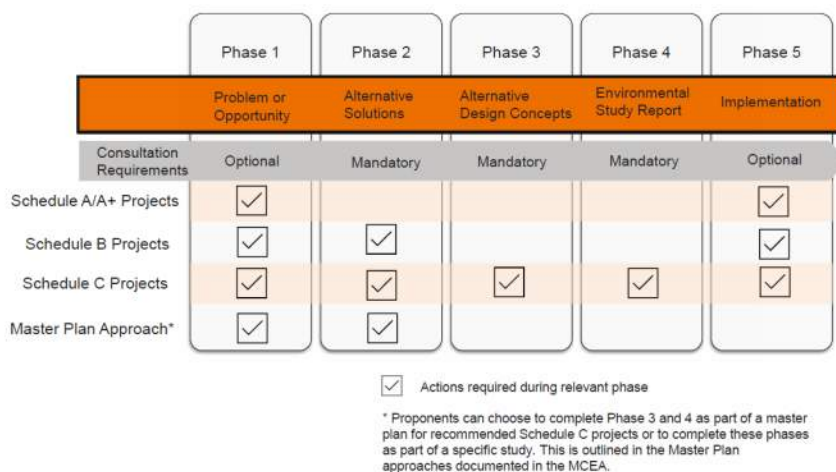 Phase 1 Phase 2 Phase 3 Phase 4 Phase 5
Problem or Opportunity
Alternative Solutions
Alternative Design Concepts
Environmental Study Report
Implementation
Consultation Requirements Optional Mandatory Mandatory Mandatory Optional
Schedule A/A+ Projects
Schedule B Projects
Schedule C Projects
Master Plan Approach*
Actions required during relevant phase
* Proponents can choose to complete Phase 3 and 4 as part of a master
plan for recommended Schedule C projects or to complete these phases
as part of a specific study. This is outlined in the Master Plan
approaches documented in the MCEA.